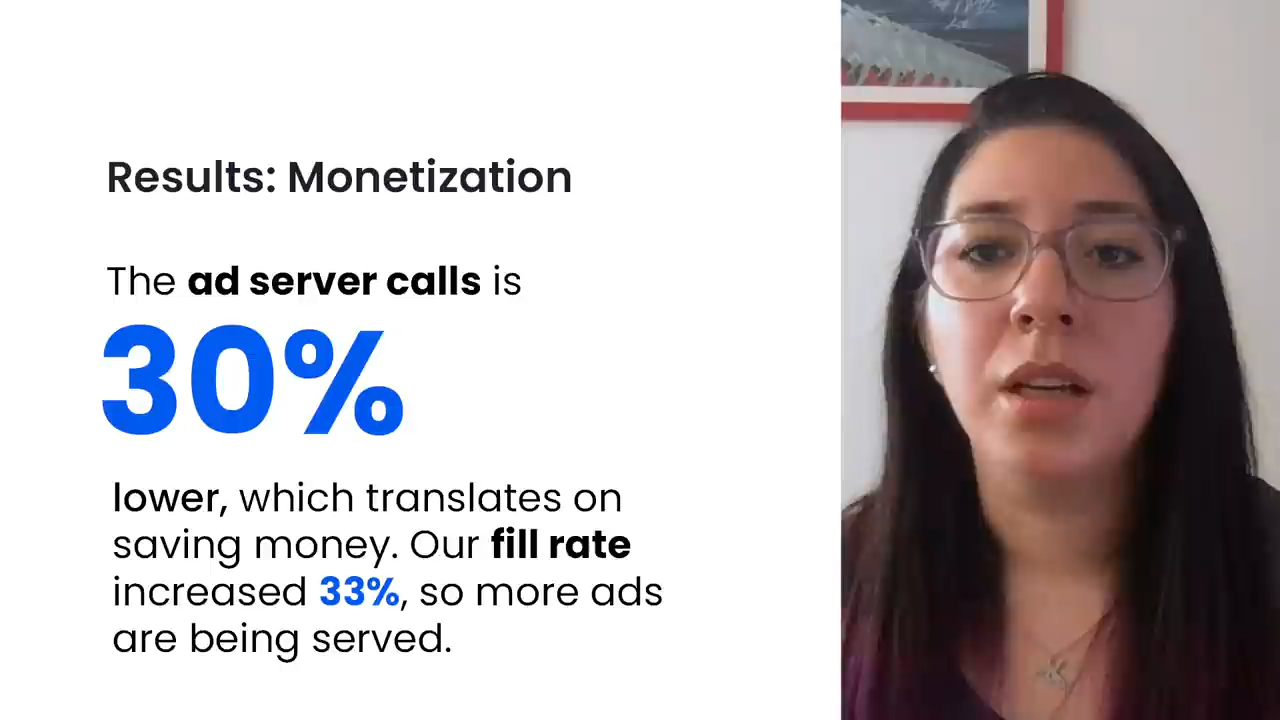 Results: Monetization
The ad server calls is
30%
lower, which translates on
saving money. Our fill rate
increased 33%, so more ads
are being served.